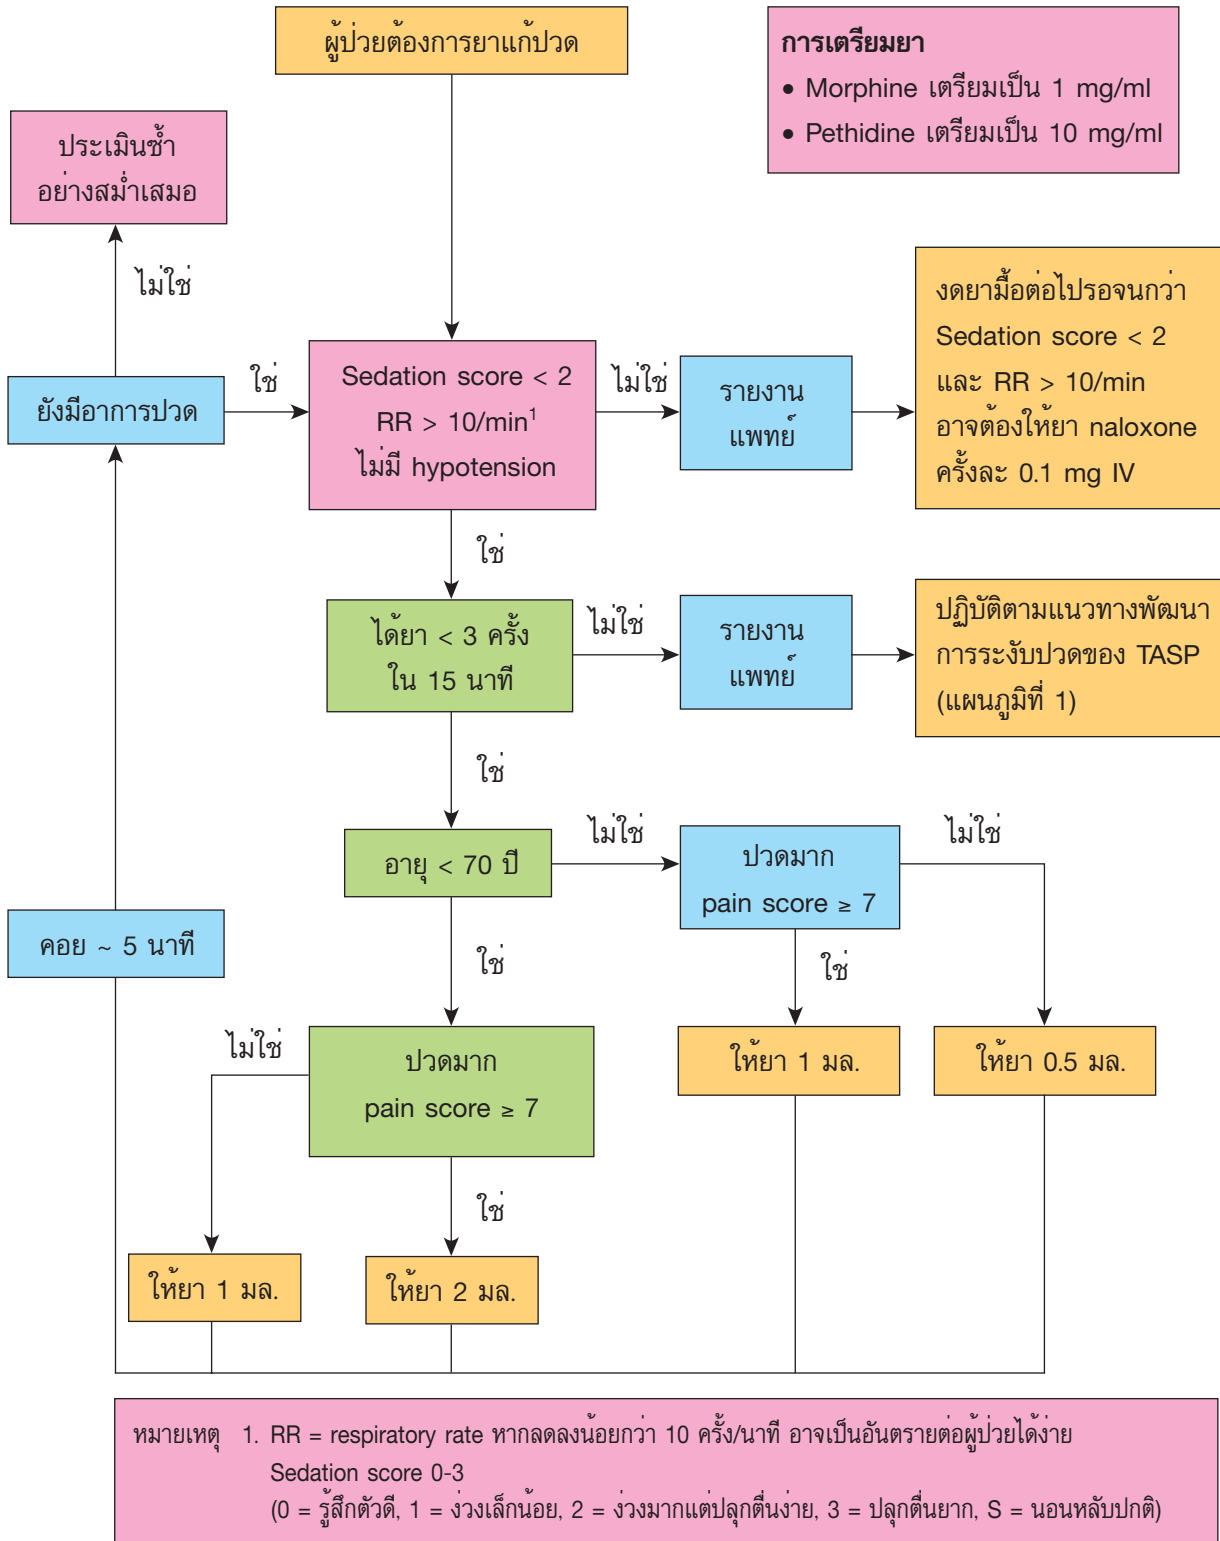 ผู้ป่วยต้องการยาแก้ปวด
การเตรียมยา
• Morphine เตรียมเป็น 1 mg/ml
• Pethidine เตรียมเป็น 10 mg/ml
ประเมินซ้ำ
อย่างสม่ำเสมอ
ไม่ใช่
ยังมีอาการปวด
ใช่
Sedation score < 2
RR > 10/min¹
ไม่มี hypotension
ไม่ใช่
รายงาน
แพทย์
งดยามื้อต่อไปรอจนกว่า
Sedation score < 2
และ RR > 10/min
อาจต้องให้ยา naloxone
ครั้งละ 0.1 mg IV
ใช่
ได้ยา < 3 ครั้ง
ใน 15 นาที
ไม่ใช่
รายงาน
แพทย์
ปฏิบัติตามแนวทางพัฒนา
การระงับปวดของ TASP
(แผนภูมิที่ 1)
ใช่
อายุ < 70 ปี
ไม่ใช่
ปวดมาก
pain score ≥ 7
ไม่ใช่
คอย ~ 5 นาที
ใช่
ใช่
ไม่ใช่
ปวดมาก
pain score ≥ 7
ให้ยา 1 มล.
ให้ยา 0.5 มล.
ใช่
ให้ยา 1 มล.
ให้ยา 2 มล.
หมายเหตุ 1. RR = respiratory rate หากลดลงน้อยกว่า 10 ครั้ง/นาที อาจเป็นอันตรายต่อผู้ป่วยได้ง่าย
Sedation score 0-3
(0 = รู้สึกตัวดี, 1 = ง่วงเล็กน้อย, 2 = ง่วงมากแต่ปลุกตื่นง่าย, 3 = ปลุกตื่นยาก, S = นอนหลับปกติ)